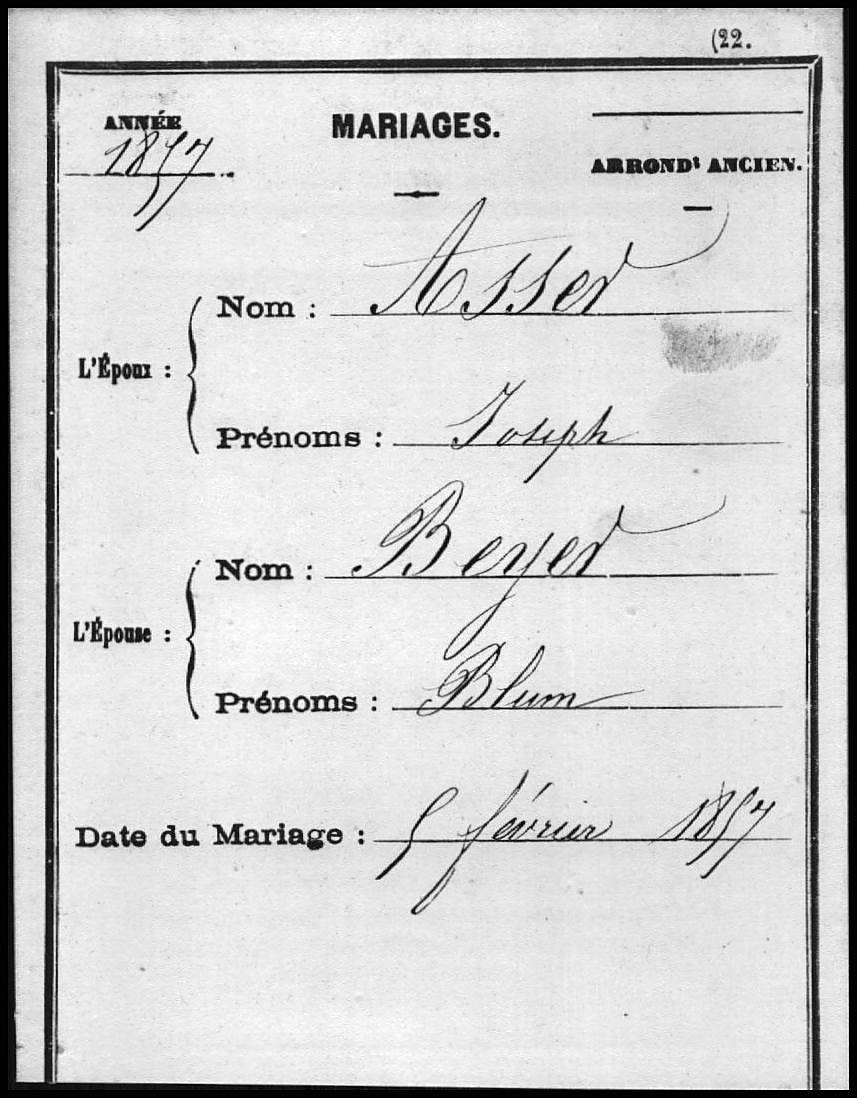 (22.
ANNÉE
MARIAGES.
1857
ARRONDt ANCIEN.
Nom : Asser
L'Époux :
Prénoms : Joseph
Nom : Beyer
L'Épouse :
Prénoms : Blum
Date du Mariage : 5 février 1857